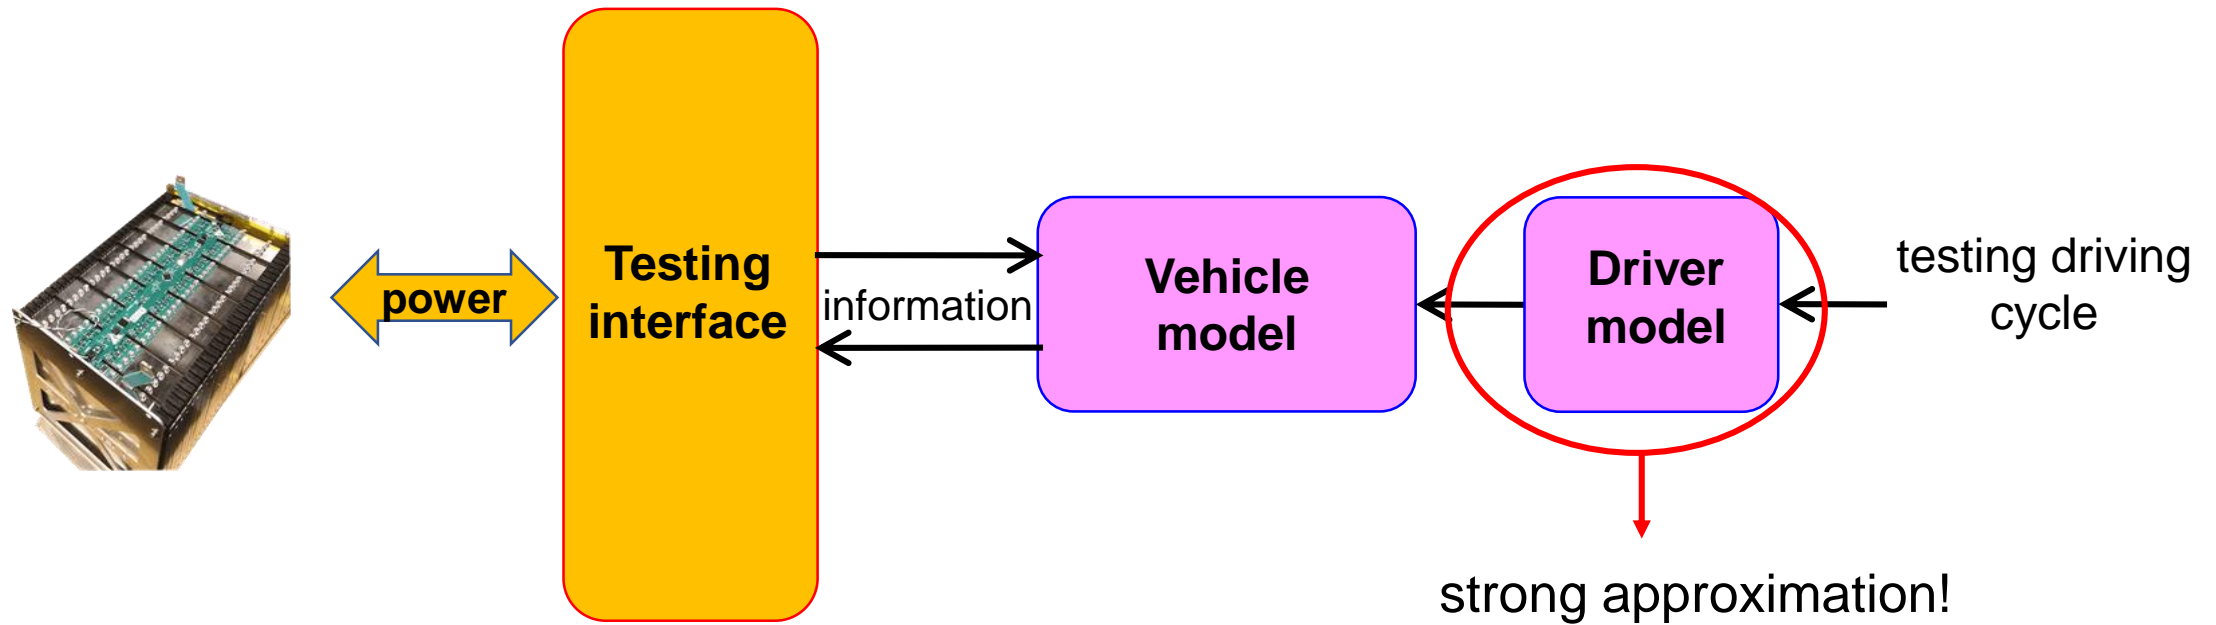 power
Testing
interface
information
Vehicle
model
Driver
model
testing driving
cycle
strong approximation!